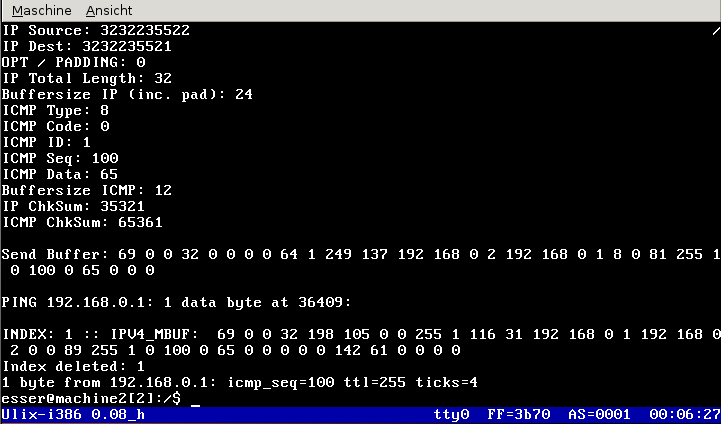 Maschine Ansicht
IP Source: 3232235522 /
IP Dest: 3232235521
OPT / PADDING: 0
IP Total Length: 32
Buffersize IP (inc. pad): 24
ICMP Type: 8
ICMP Code: 0
ICMP ID: 1
ICMP Seq: 100
ICMP Data: 65
Buffersize ICMP: 12
IP ChkSum: 35321
ICMP ChkSum: 65361
Send Buffer: 69 0 0 32 0 0 0 0 64 1 249 137 192 168 0 2 192 168 0 1 8 0 81 255 1
0 100 0 65 0 0 0
PING 192.168.0.1: 1 data byte at 36409:
INDEX: 1 :: IPV4_MBUF:  69 0 0 32 198 105 0 0 255 1 116 31 192 168 0 1 192 168 0
2 0 0 89 255 1 0 100 0 65 0 0 0 0 0 142 61 0 0 0 0
Index deleted: 1
1 byte from 192.168.0.1: icmp_seq=100 ttl=255 ticks=4
esser@machine2[2]:/$ _
Ulix-i386 0.08_h tty0 FF=3b70 AS=0001 00:06:27